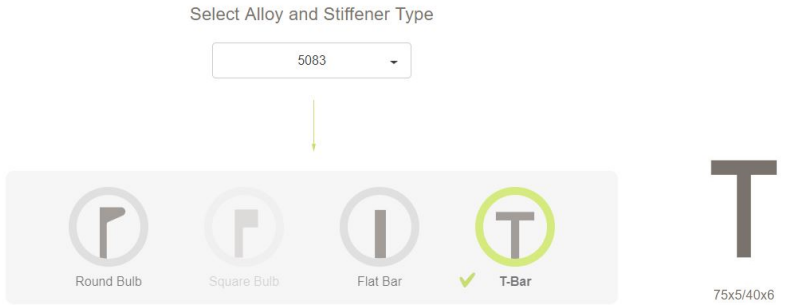 Select Alloy and Stiffener Type
5083
Round Bulb
Square Bulb
Flat Bar
T-Bar
75x5/40x6